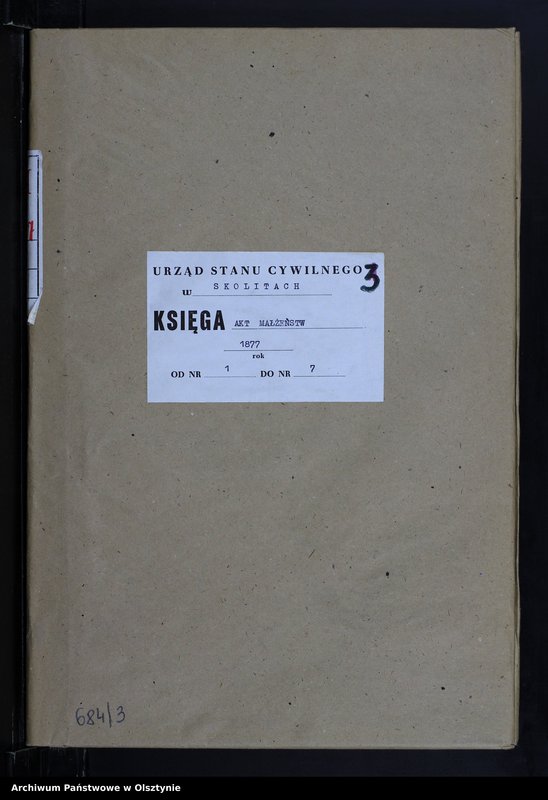 URZĄD STANU CYWILNEGO 3
w SKOLITACH
KSIĘGA AKT MAŁŻEŃSTW
1877
rok
OD NR 1 DO NR 7
684/3
Archiwum Państwowe w Olsztynie